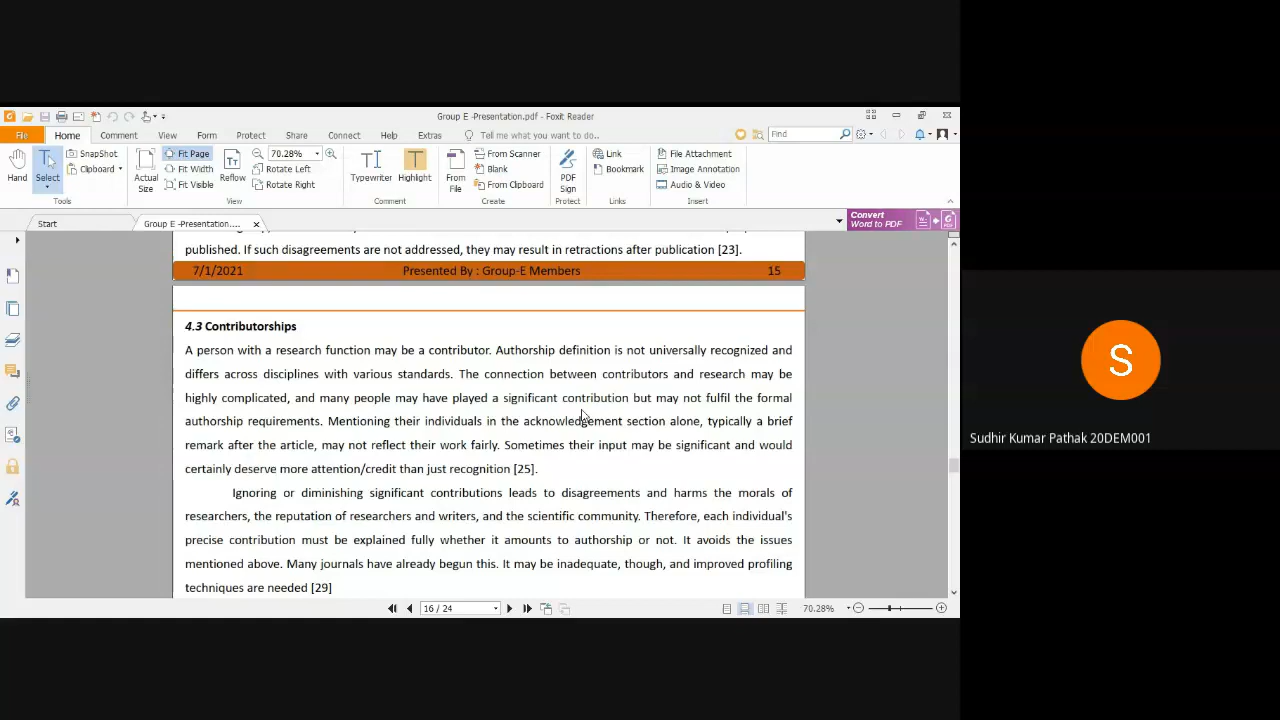 Group E -Presentation.pdf - Foxit Reader
File Home Comment View Form Protect Share Connect Help Extras Tell me what you want to do.. Find
Hand
Select
SnapShot
Clipboard
Actual Size
Fit Page
Fit Width
Fit Visible
Reflow
70.28%
Rotate Left
Rotate Right
Typewriter
Highlight
From File
From Scanner
Blank
From Clipboard
PDF Sign
Link
Bookmark
File Attachment
Image Annotation
Audio & Video
Tools View Comment Create Protect Links Insert
Start Group E -Presentation....
Convert
Word to PDF
published. If such disagreements are not addressed, they may result in retractions after publication [23].
7/1/2021 Presented By : Group-E Members 15
4.3 Contributorships
A person with a research function may be a contributor. Authorship definition is not universally recognized and
differs across disciplines with various standards. The connection between contributors and research may be
highly complicated, and many people may have played a significant contribution but may not fulfil the formal
authorship requirements. Mentioning their individuals in the acknowledgement section alone, typically a brief
remark after the article, may not reflect their work fairly. Sometimes their input may be significant and would
certainly deserve more attention/credit than just recognition [25].
Ignoring or diminishing significant contributions leads to disagreements and harms the morals of
researchers, the reputation of researchers and writers, and the scientific community. Therefore, each individual's
precise contribution must be explained fully whether it amounts to authorship or not. It avoids the issues
mentioned above. Many journals have already begun this. It may be inadequate, though, and improved profiling
techniques are needed [29]
16 / 24
70.28%
S
Sudhir Kumar Pathak 20DEM001